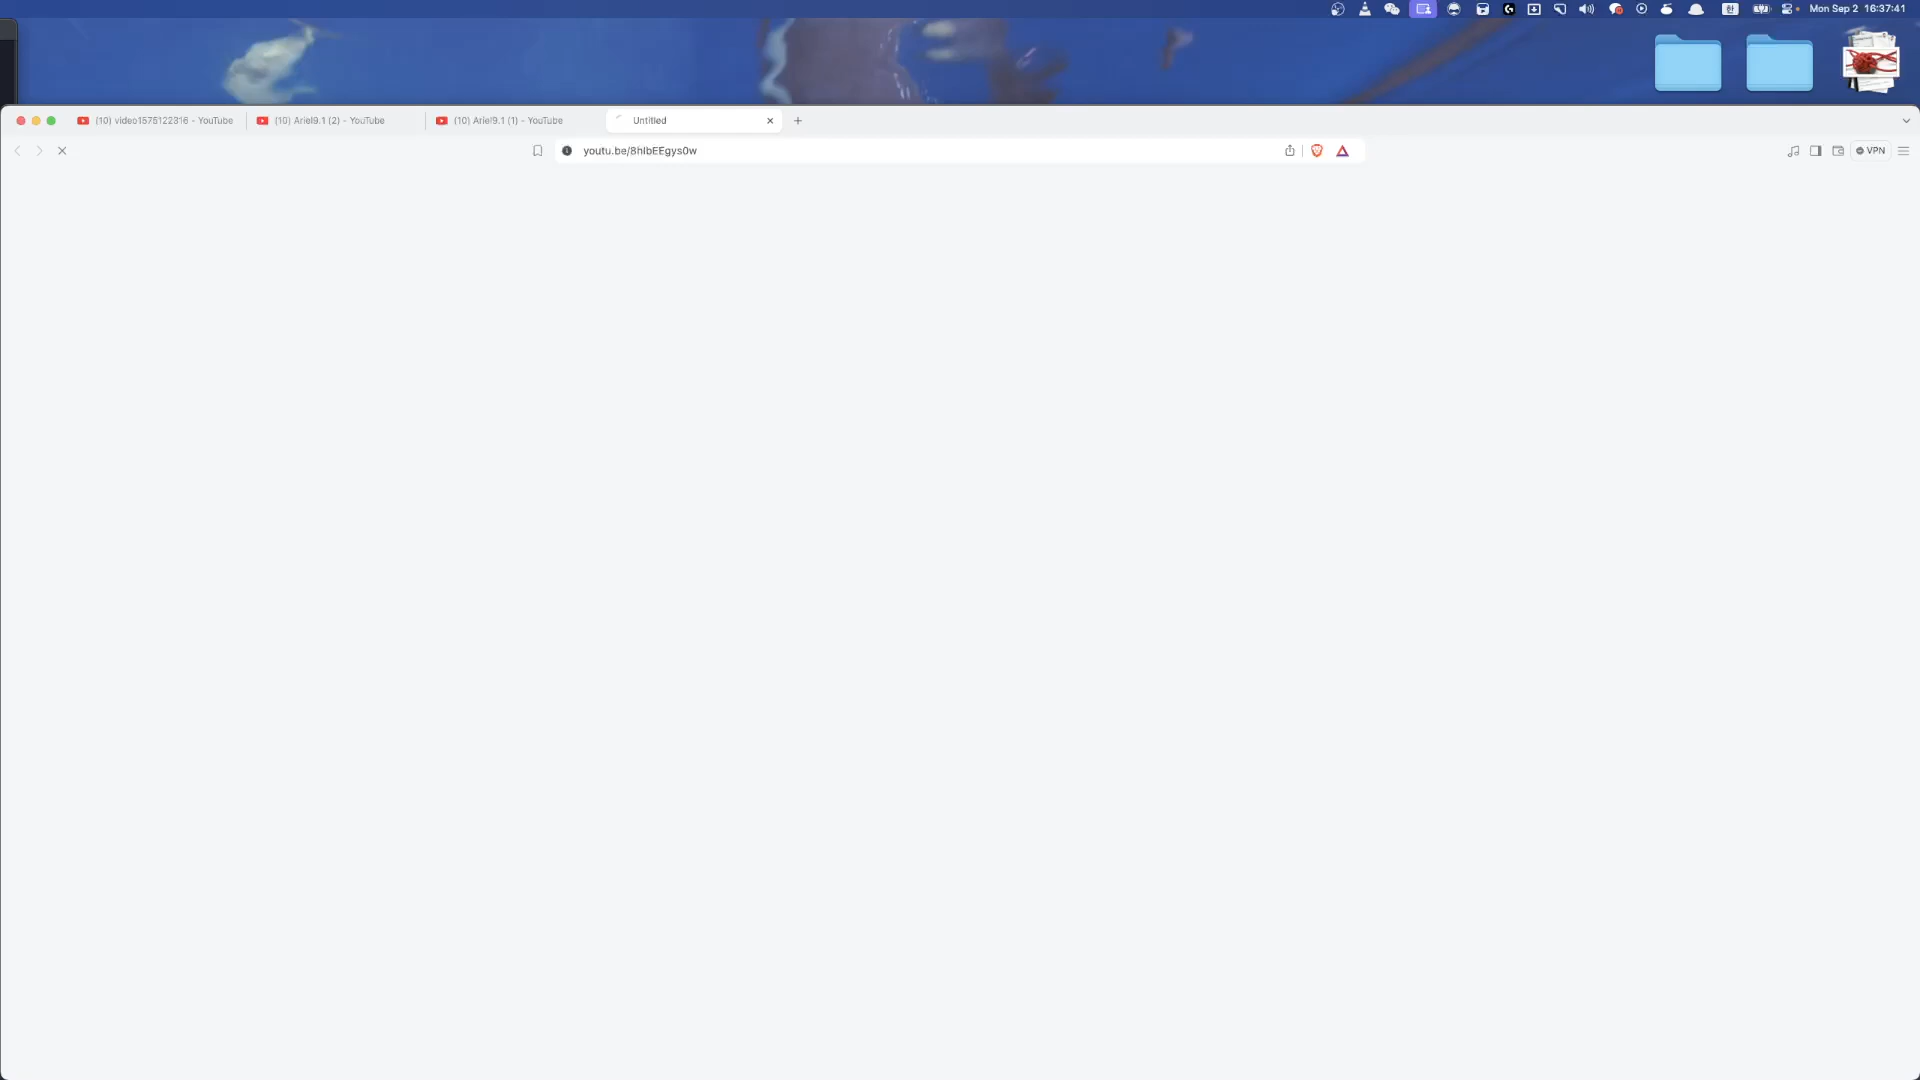 한
Mon Sep 2 16:37:41
(10) video1575122316 - YouTube
(10) Ariel9.1 (2) - YouTube
(10) Ariel9.1 (1) - YouTube
Untitled
youtu.be/8hlbEEgys0w
VPN